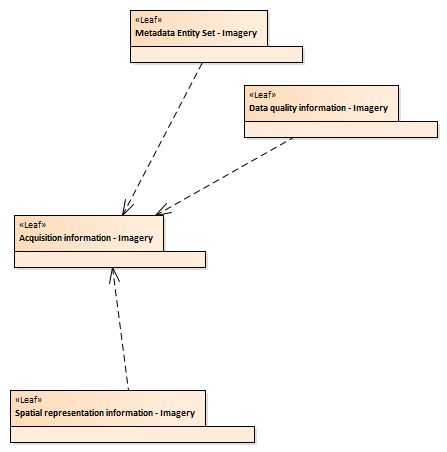 «Leaf»
Metadata Entity Set - Imagery
«Leaf»
Data quality information - Imagery
«Leaf»
Acquisition information - Imagery
«Leaf»
Spatial representation information - Imagery